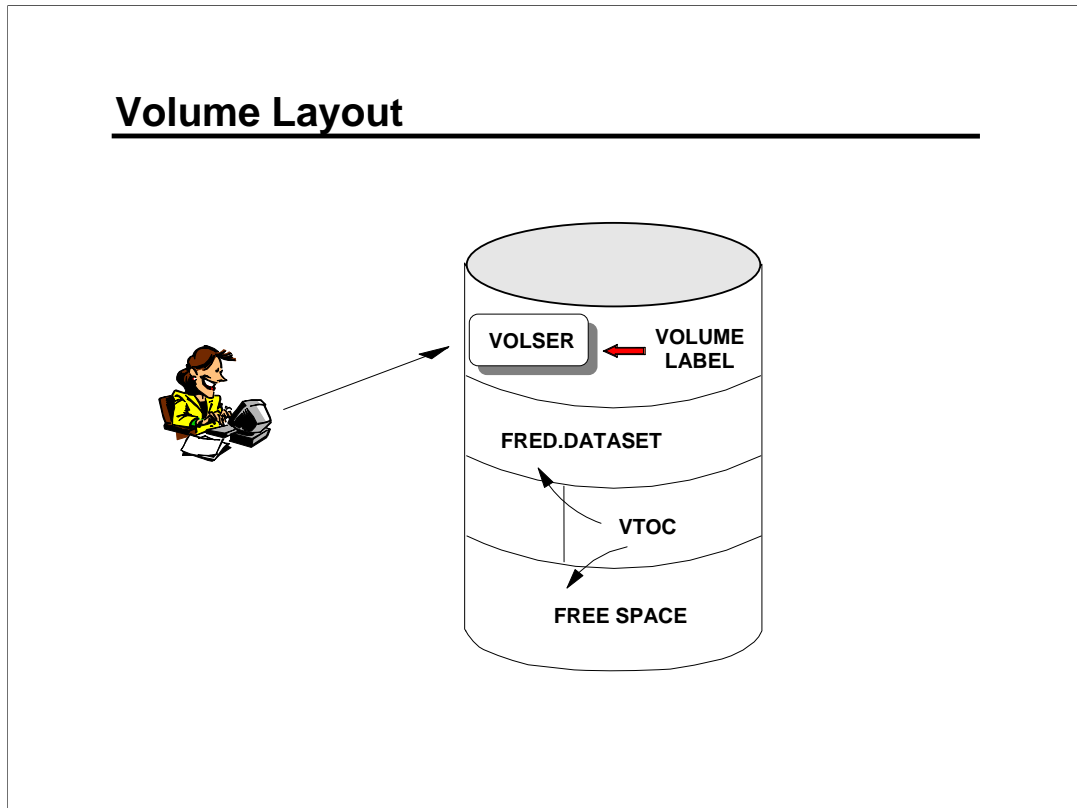 Volume Layout
VOLSER
VOLUME
LABEL
FRED.DATASET
VTOC
FREE SPACE